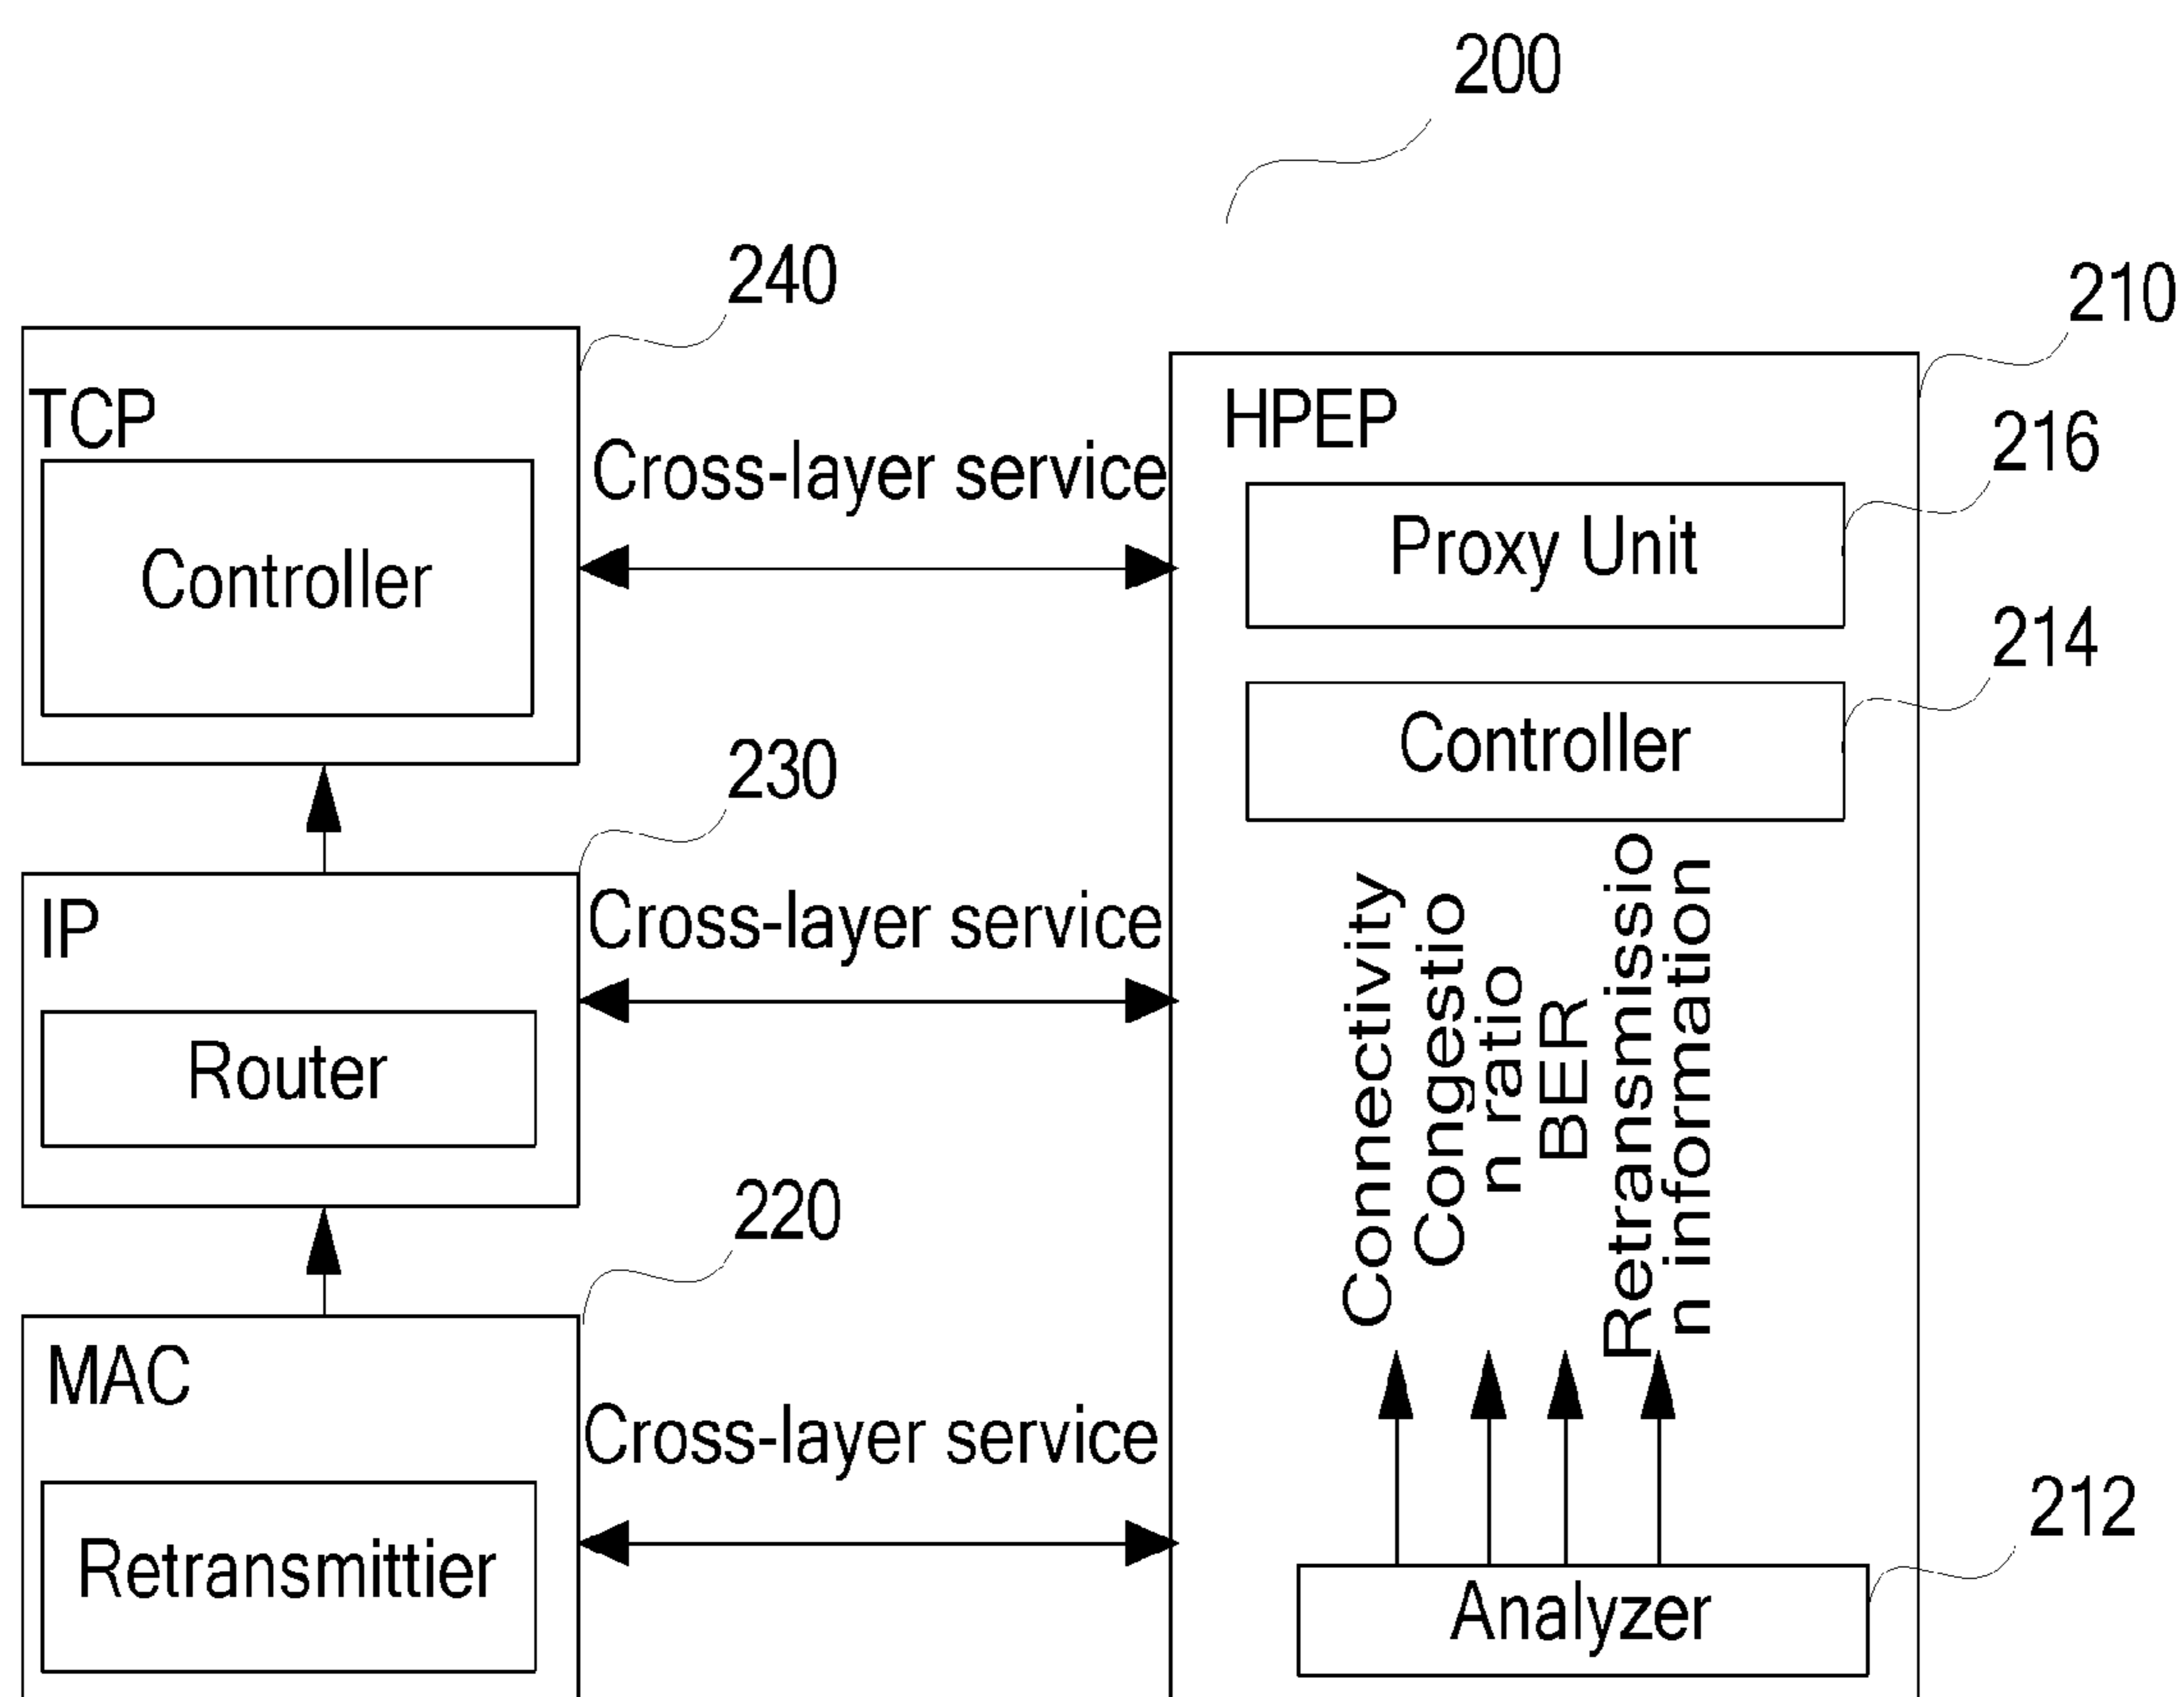 200
240
210
TCP
HPEP
216
Cross-layer service
Proxy Unit
Controller
214
Controller
230
IP
Cross-layer service
Router
Connectivity
Congestio
n ratio
BER
Retransmissio
n information
220
MAC
Cross-layer service
212
Retransmittier
Analyzer